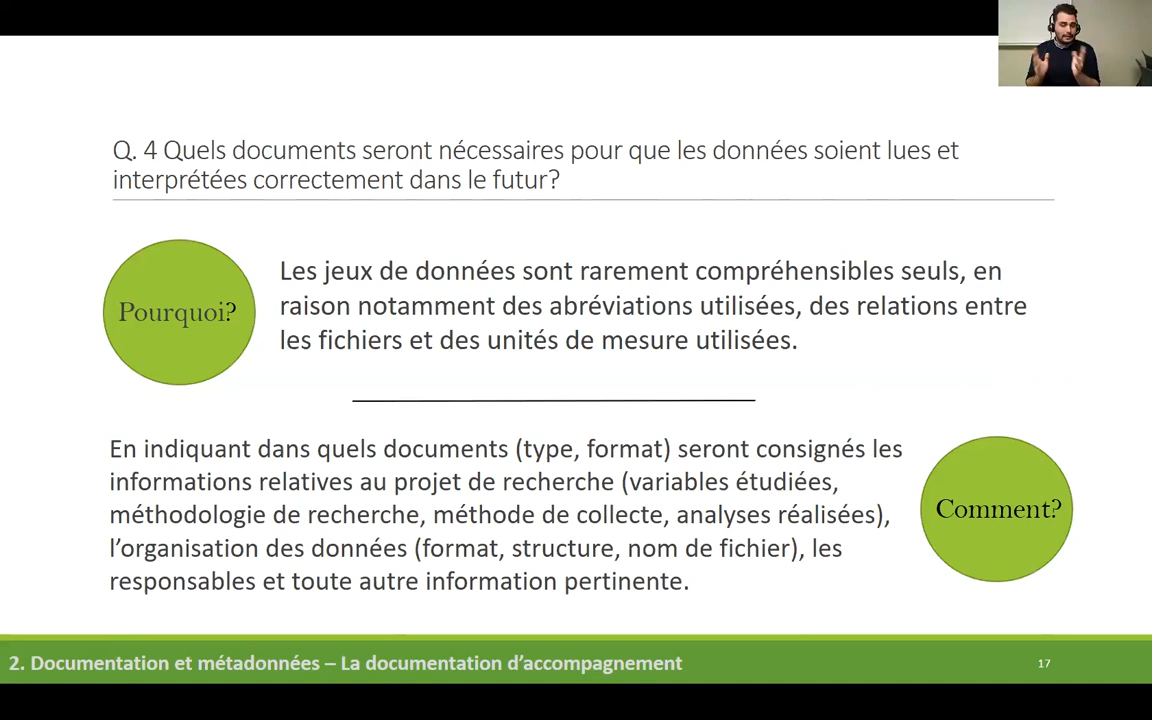 Q. 4 Quels documents seront nécessaires pour que les données soient lues et
interprétées correctement dans le futur?
Pourquoi?
Les jeux de données sont rarement compréhensibles seuls, en
raison notamment des abréviations utilisées, des relations entre
les fichiers et des unités de mesure utilisées.
En indiquant dans quels documents (type, format) seront consignés les
informations relatives au projet de recherche (variables étudiées,
méthodologie de recherche, méthode de collecte, analyses réalisées),
l’organisation des données (format, structure, nom de fichier), les
responsables et toute autre information pertinente.
Comment?
2. Documentation et métadonnées – La documentation d’accompagnement
17